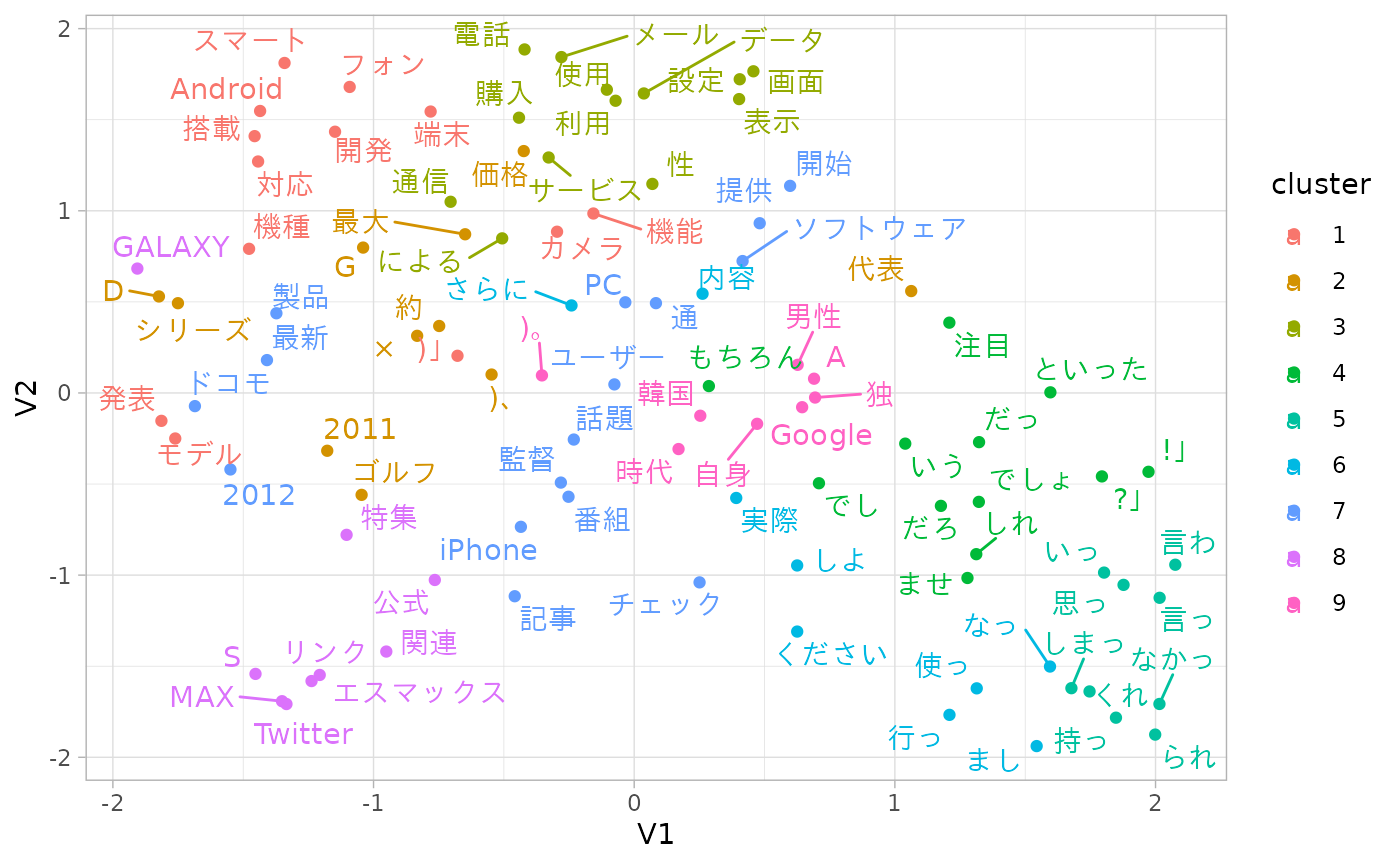 2
1
0
-1
-2
V2
電話
メール
データ
スマート
フォン
使用
設定
画面
Android
購入
表示
搭載
端末
利用
開発
価格
サービス
性
開始
対応
通信
提供
機種
最大
機能
ソフトウェア
GALAXY
カメラ
G
による
代表
D
製品
さらに
PC
内容
シリーズ
約
通
男性
最新
×
)」
)。
ユーザー
もちろん
A
注目
ドコモ
といった
発表
)、
韓国
独
モデル
2011
話題
Google
だっ
ゴルフ
監督
時代
自身
いう
!」
2012
特集
番組
実際
でし
でしょ
?」
iPhone
だろ
しれ
言わ
しよ
いっ
公式
記事
チェック
ませ
思っ
言っ
リンク
関連
ください
なっ
しまっ
S
使っ
なかっ
MAX
エスマックス
くれ
Twitter
行っ
まし
持っ
られ
-2
-1
0
1
2
V1
cluster
a 1
a 2
a 3
a 4
a 5
a 6
a 7
a 8
a 9